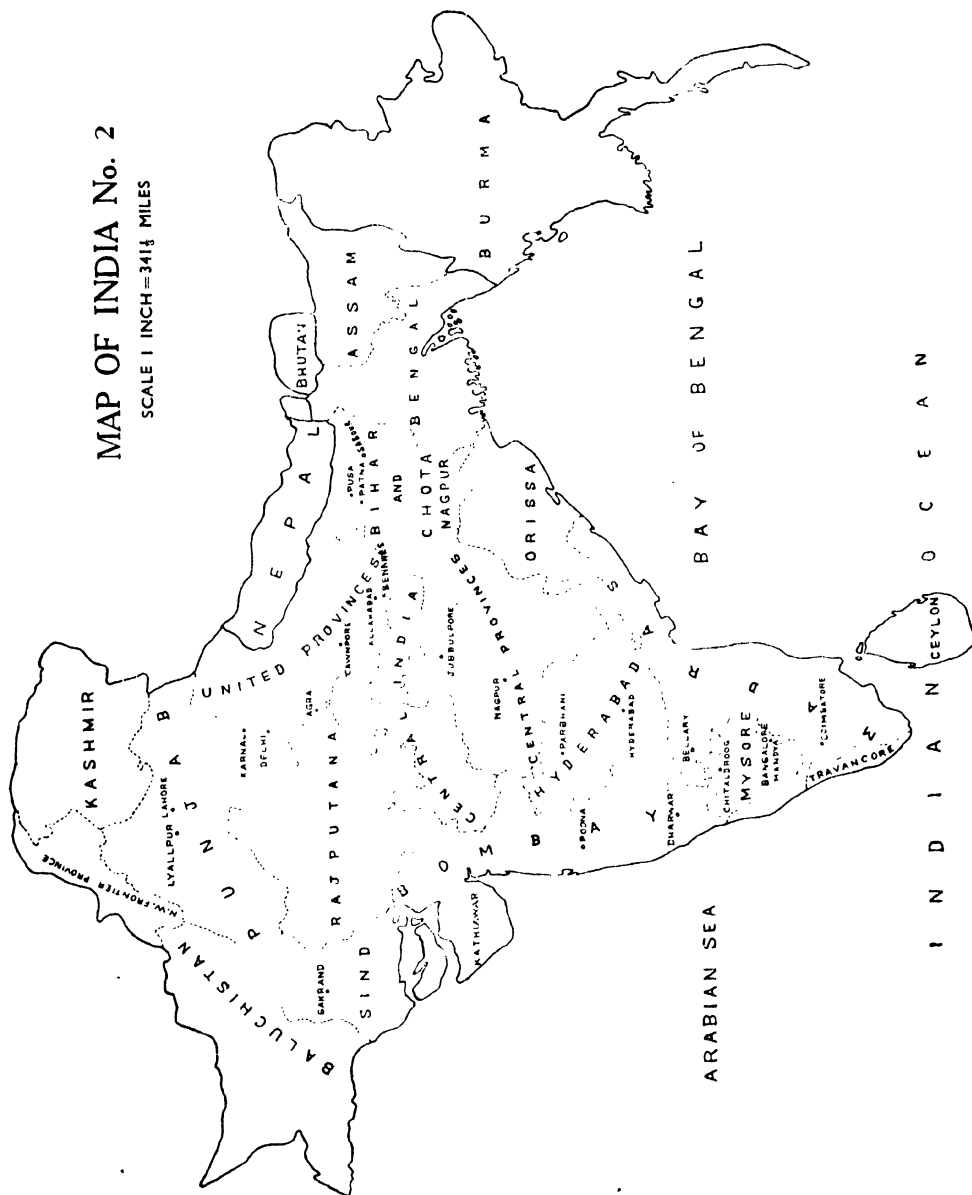 MAP OF INDIA No. 2
SCALE 1 INCH=341⅓ MILES
KASHMIR
N.W. FRONTIER PROVINCE
PUNJAB
LYALLPUR
LAHORE
BALUCHISTAN
KARNAL
DELHI
UNITED PROVINCES
NEPAL
BHUTAN
ASSAM
SAKRAND
SIND
RAJPUTANA
AGRA
CAWNPORE
ALLAHABAD
BENARES
PUSA
PATNA
SABOUR
BIHAR
AND
CHOTA
NAGPUR
BENGAL
BURMA
CENTRAL INDIA
JUBBULPORE
KATHIAWAR
BOMBAY
CENTRAL PROVINCES
NAGPUR
ORISSA
PARBHANI
HYDERABAD
HYDERABAD
POONA
DHARWAR
BELLARY
MADRAS
CHITALDROOG
MYSORE
BANGALORE
MANDYA
COIMBATORE
TRAVANCORE
CEYLON
ARABIAN SEA
BAY OF BENGAL
INDIAN OCEAN